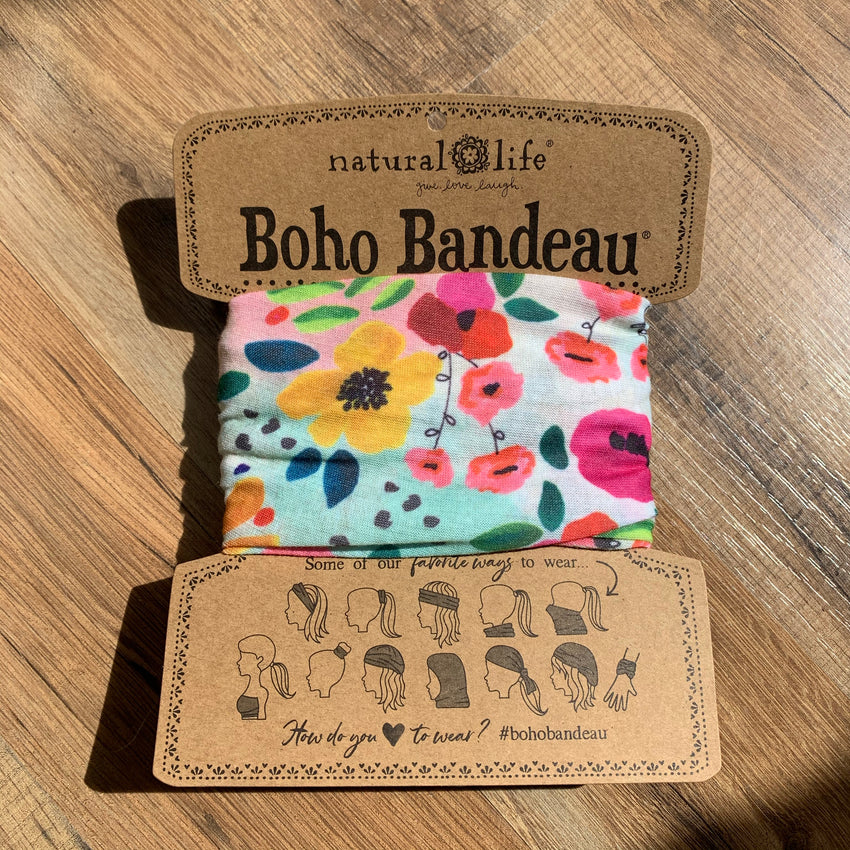 natural life®
give. love. laugh.
Boho Bandeau®
Some of our favorite ways to wear...
How do you ♥ to wear? #bohobandeau